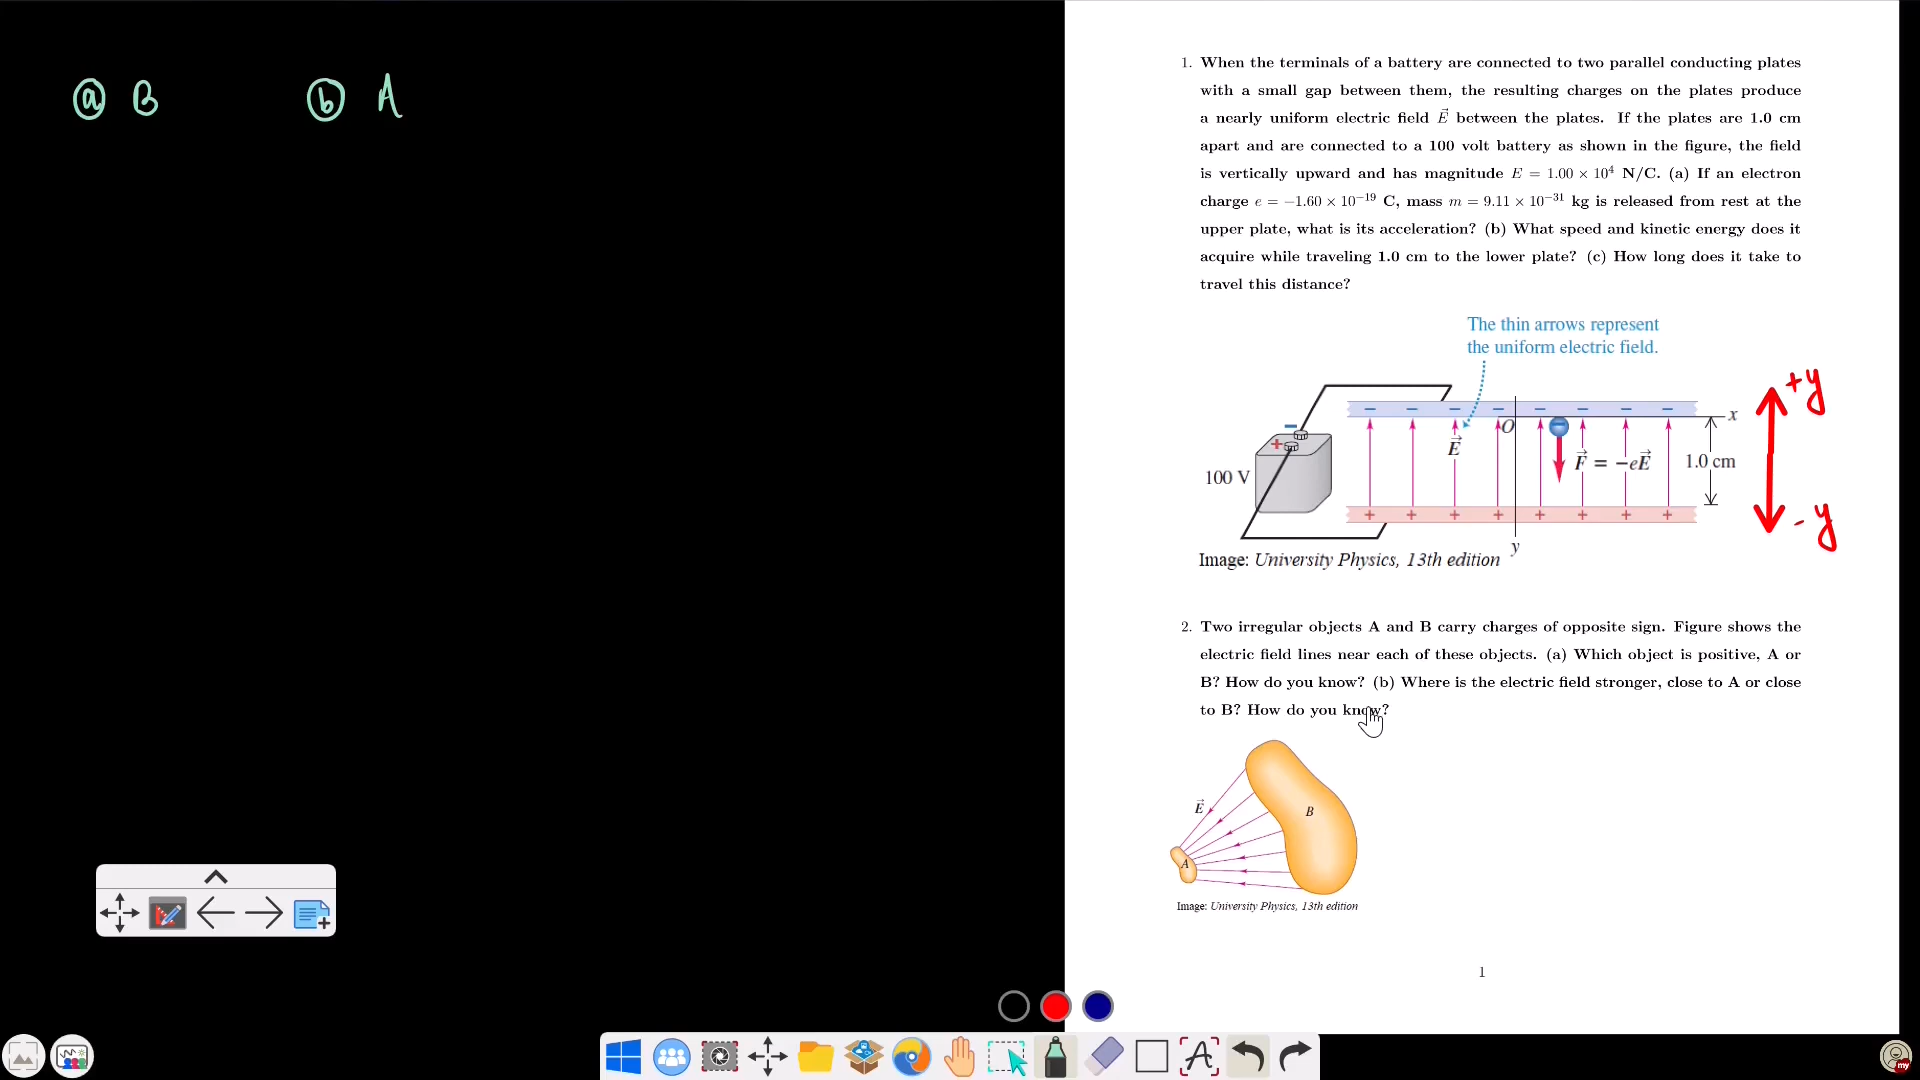 ⓐ B ⓑ A
1. When the terminals of a battery are connected to two parallel conducting plates
with a small gap between them, the resulting charges on the plates produce
a nearly uniform electric field E⃗ between the plates. If the plates are 1.0 cm
apart and are connected to a 100 volt battery as shown in the figure, the field
is vertically upward and has magnitude E = 1.00 × 10⁴ N/C. (a) If an electron
charge e = −1.60 × 10⁻¹⁹ C, mass m = 9.11 × 10⁻³¹ kg is released from rest at the
upper plate, what is its acceleration? (b) What speed and kinetic energy does it
acquire while traveling 1.0 cm to the lower plate? (c) How long does it take to
travel this distance?
The thin arrows represent
the uniform electric field.
+y
− − − − − − − −
x
O
−
+
−
E⃗
F⃗ = −eE⃗
1.0 cm
100 V
+ + + + + + + +
-y
y
Image: University Physics, 13th edition
2. Two irregular objects A and B carry charges of opposite sign. Figure shows the
electric field lines near each of these objects. (a) Which object is positive, A or
B? How do you know? (b) Where is the electric field stronger, close to A or close
to B? How do you know?
E⃗
B
A
Image: University Physics, 13th edition
1
my